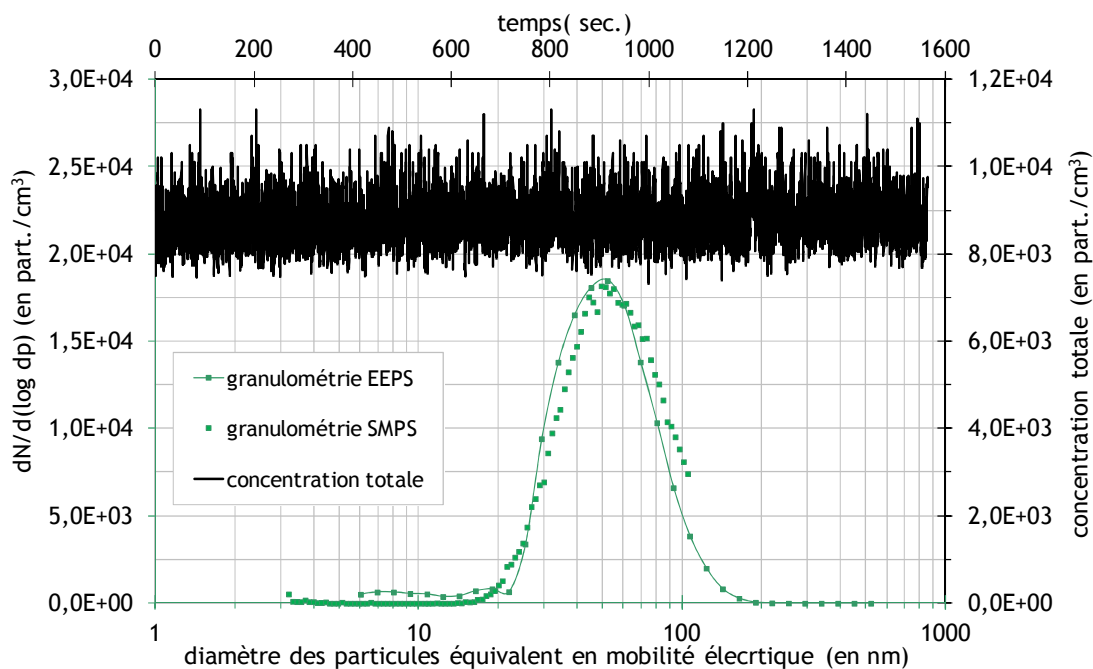 temps( sec.)
0 200 400 600 800 1000 1200 1400 1600
3,0E+04
2,5E+04
2,0E+04
1,5E+04
1,0E+04
5,0E+03
0,0E+00
dN/d(log dp) (en part./cm³)
granulométrie EEPS
granulométrie SMPS
concentration totale
1,2E+04
1,0E+04
8,0E+03
6,0E+03
4,0E+03
2,0E+03
0,0E+00
concentration totale (en part./cm³)
1 10 100 1000
diamètre des particules équivalent en mobilité élecrtique (en nm)